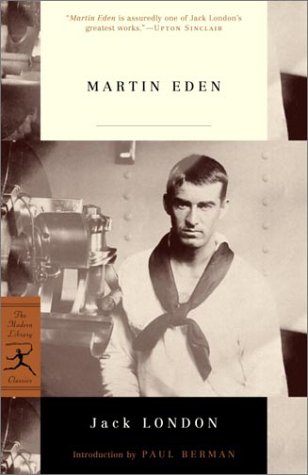 "Martin Eden is assuredly one of Jack London's
greatest works."—UPTON SINCLAIR
MARTIN EDEN
The Modern Library
Classics
Jack LONDON
Introduction by PAUL BERMAN